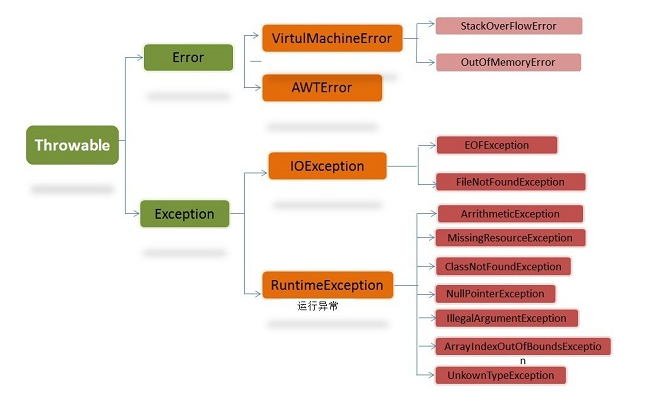 Throwable
Error
VirtulMachineError
StackOverFlowError
OutOfMemoryError
AWTError
Exception
IOException
EOFException
FileNotFoundException
RuntimeException
运行异常
ArrithmeticException
MissingResourceException
ClassNotFoundException
NullPointerException
IllegalArgumentException
ArrayIndexOutOfBoundsExceptio
n
UnkownTypeException